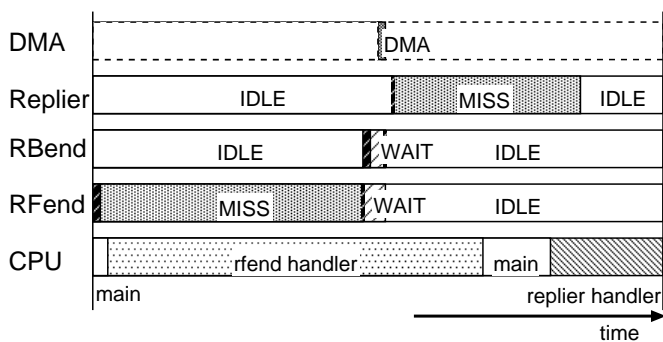 DMA DMA
Replier IDLE MISS IDLE
RBend IDLE WAIT IDLE
RFend MISS WAIT IDLE
CPU rfend handler main
main replier handler
time